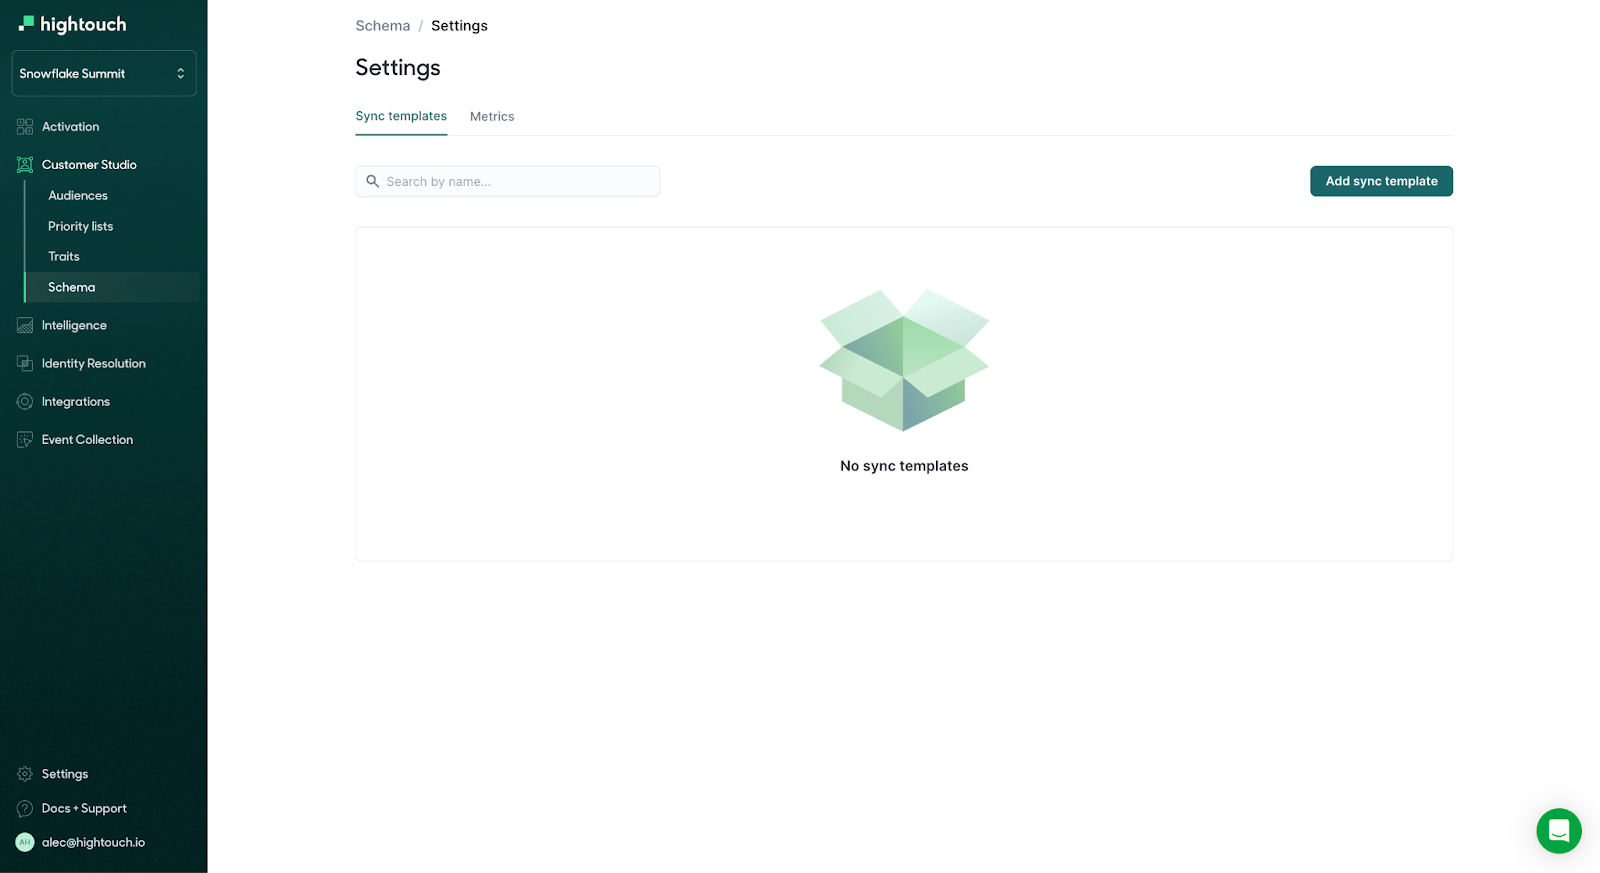 hightouch
Snowflake Summit
Activation
Customer Studio
Audiences
Priority lists
Traits
Schema
Intelligence
Identity Resolution
Integrations
Event Collection
Settings
Docs + Support
AH alec@hightouch.io
Schema / Settings
Settings
Sync templates Metrics
Search by name...
Add sync template
No sync templates